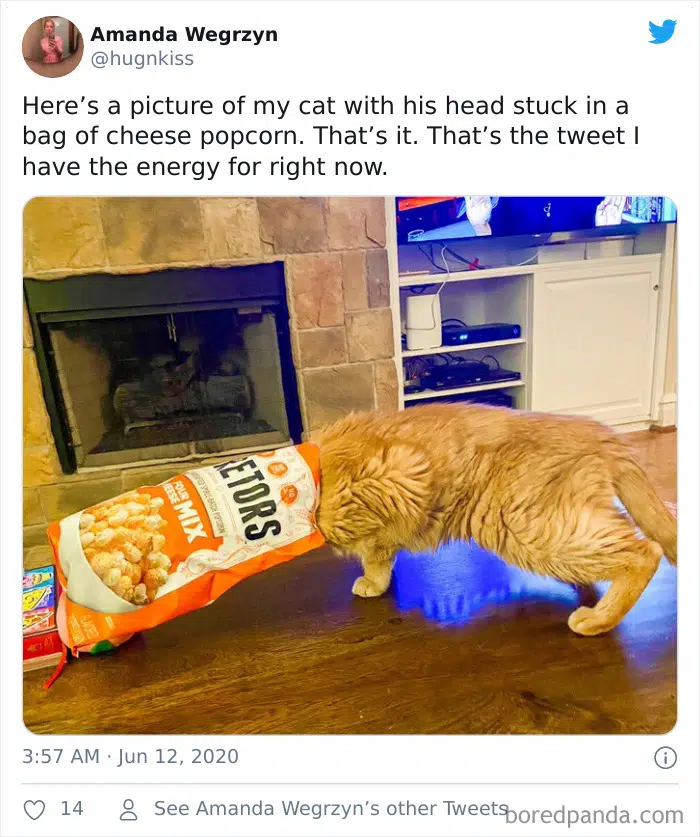 Amanda Wegrzyn
@hugnkiss
Here’s a picture of my cat with his head stuck in a
bag of cheese popcorn. That’s it. That’s the tweet I
have the energy for right now.
ETORS
FOUR
CHEESE
MIX
3:57 AM · Jun 12, 2020
14
See Amanda Wegrzyn’s other Tweets
boredpanda.com